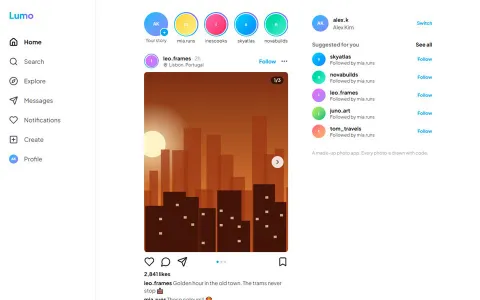 Lumo
Home
Search
Explore
Messages
Notifications
Create
AK Profile
AK
Your story
mia.runs
inescooks
skyatlas
novabuilds
leo.frames 2h
Lisbon, Portugal
Follow
1/3
2,841 likes
leo.frames Golden hour in the old town. The trams never
stop 🚋
AK
alex.k
Alex Kim
Switch
Suggested for you
See all
skyatlas
Followed by mia.runs
Follow
novabuilds
Followed by mia.runs
Follow
leo.frames
Followed by mia.runs
Follow
juno.art
Followed by mia.runs
Follow
tom_travels
Followed by mia.runs
Follow
A made-up photo app. Every photo is drawn with code.